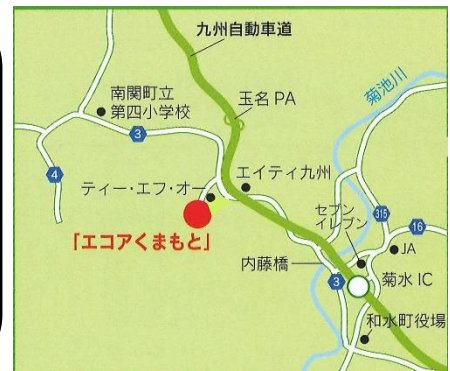 九州自動車道
南関町立
第四小学校
玉名 PA
菊池川
3
4
ティー・エフ・オー
エイティ九州
「エコアくまもと」
セブン
イレブン
315
16
JA
内藤橋
3
菊水 IC
和水町役場